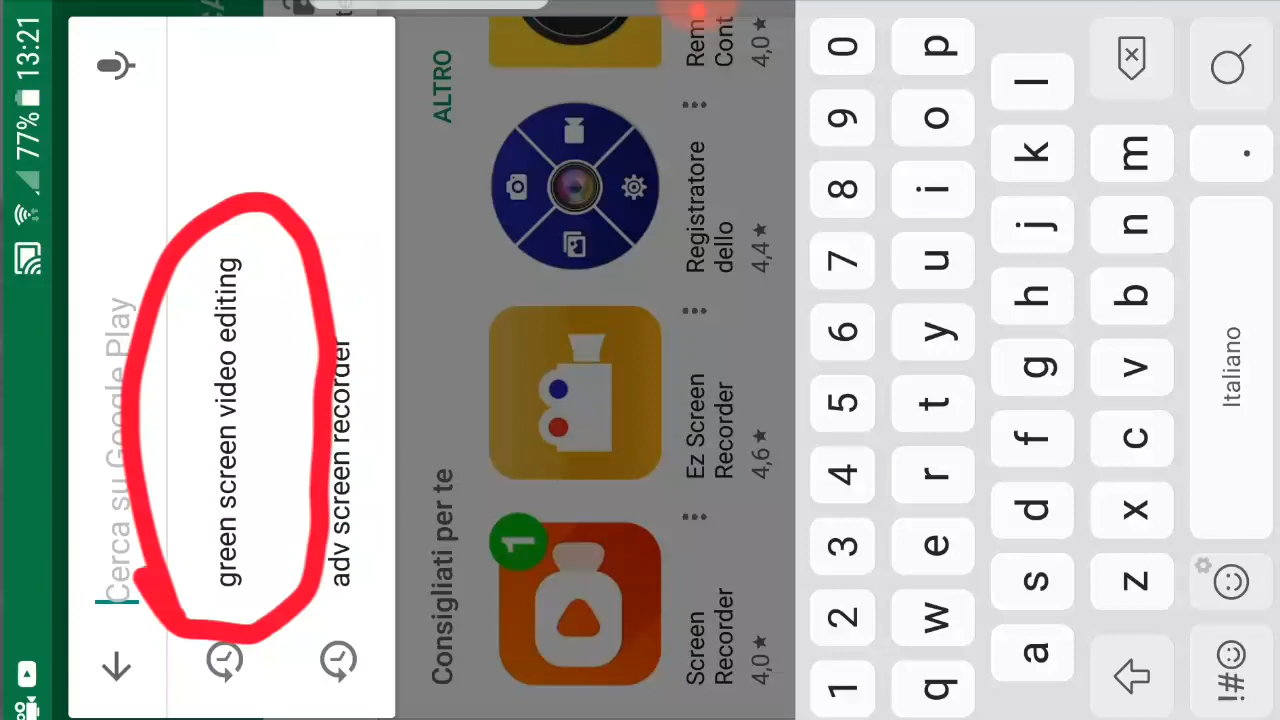 77% 13:21
Cerca su Google Play
green screen video editing
adv screen recorder
Consigliati per te ALTRO
1
Screen
Recorder
4,0★
Ez Screen
Recorder
4,6★
Registratore
dello
4,4★
Rem
Cont
4,0★
1 2 3 4 5 6 7 8 9 0
q w e r t y u i o p
a s d f g h j k l
z x c v b n m
!#
Italiano
.